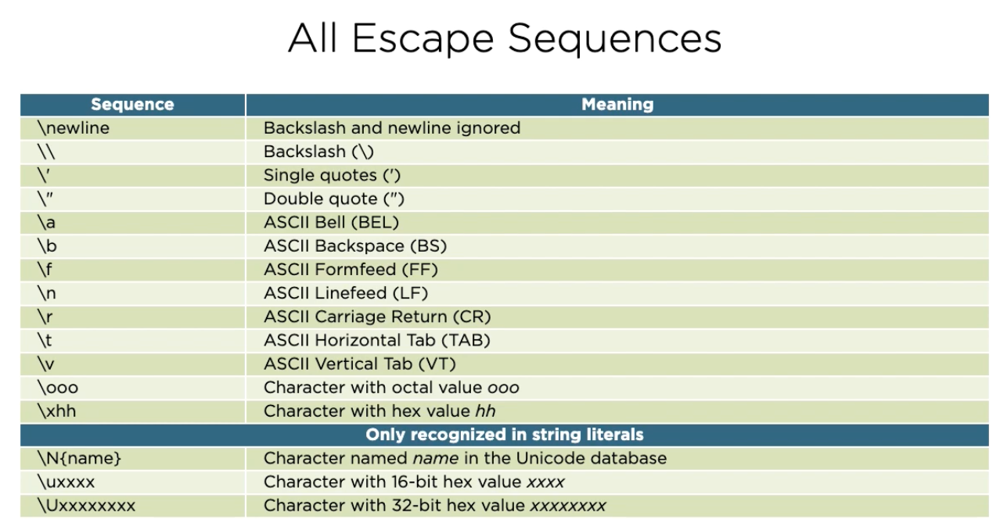 All Escape Sequences
Sequence Meaning
\newline Backslash and newline ignored
\\ Backslash (\)
\' Single quotes (')
\" Double quote (")
\a ASCII Bell (BEL)
\b ASCII Backspace (BS)
\f ASCII Formfeed (FF)
\n ASCII Linefeed (LF)
\r ASCII Carriage Return (CR)
\t ASCII Horizontal Tab (TAB)
\v ASCII Vertical Tab (VT)
\ooo Character with octal value ooo
\xhh Character with hex value hh
Only recognized in string literals
\N{name} Character named name in the Unicode database
\uxxxx Character with 16-bit hex value xxxx
\Uxxxxxxxx Character with 32-bit hex value xxxxxxxx